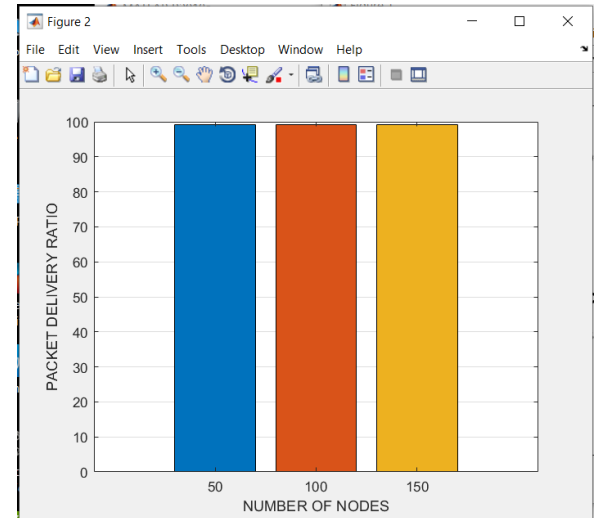 Figure 2
File Edit View Insert Tools Desktop Window Help
100
90
80
70
60
50
40
30
20
10
0
PACKET DELIVERY RATIO
50 100 150
NUMBER OF NODES